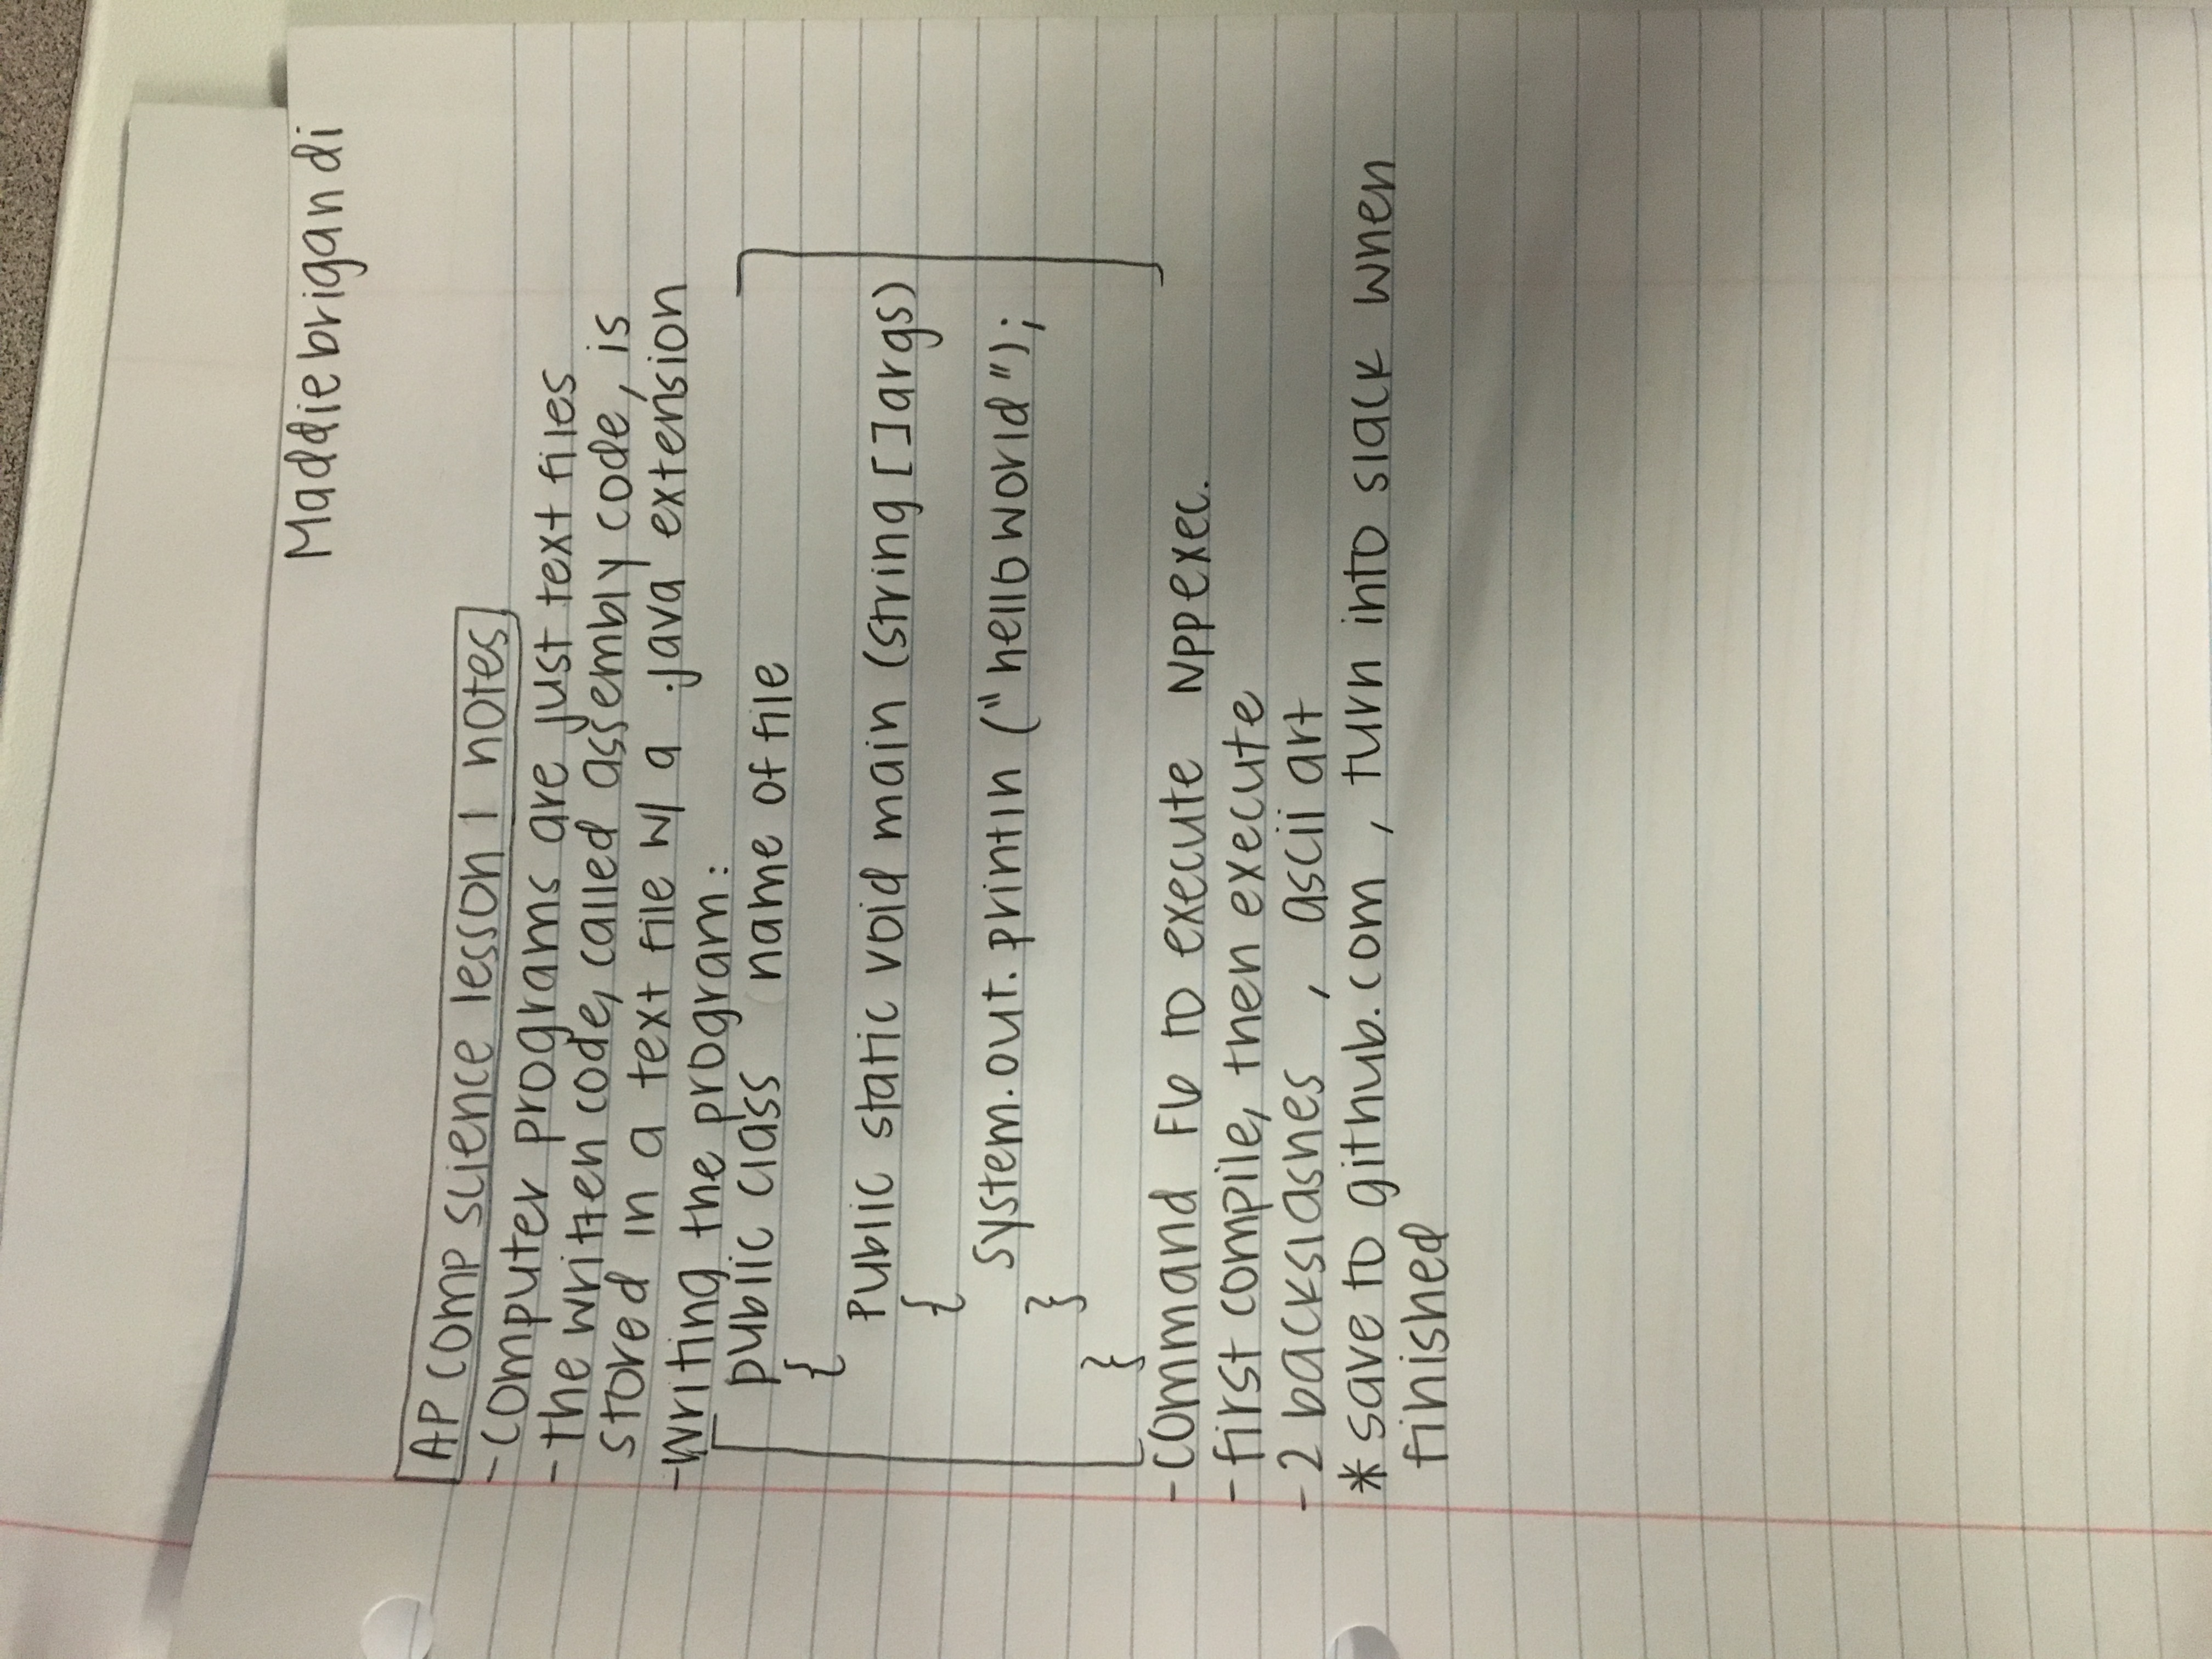 Maddie brigandi
AP comp science lesson 1 notes
-computer programs are just text files
-the written code, called assembly code, is
stored in a text file w/ a .java extension
-writing the program:
public class name of file
{
public static void main (string []args)
{
system.out.println ("hello world");
}
}
-command F6 to execute Nppexec.
-first compile, then execute
-2 backslashes , ascii art
*save to github.com , turn into slack when
finished